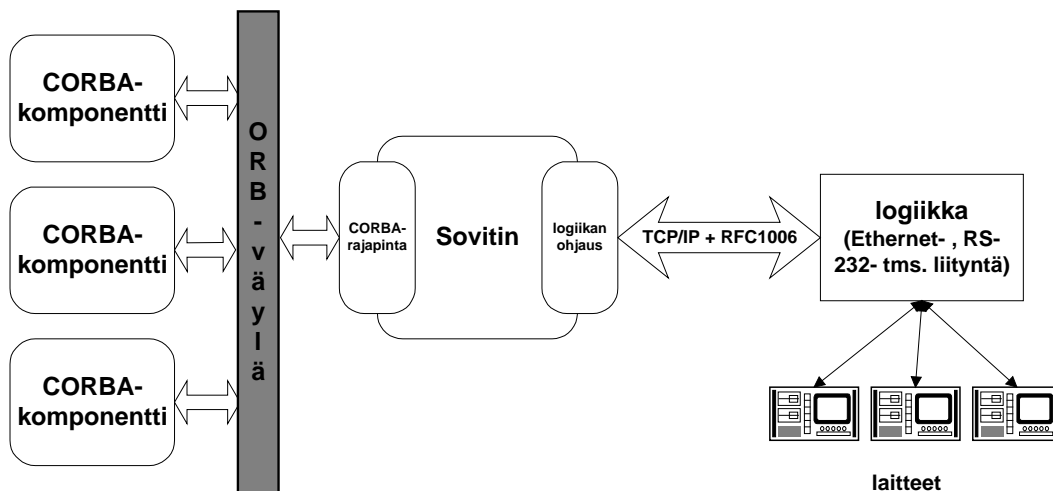 CORBA-
komponentti
CORBA-
komponentti
CORBA-
komponentti
O
R
B
-
v
ä
y
l
ä
CORBA-
rajapinta
Sovitin
logiikan
ohjaus
TCP/IP + RFC1006
logiikka
(Ethernet- , RS-
232- tms. liityntä)
laitteet